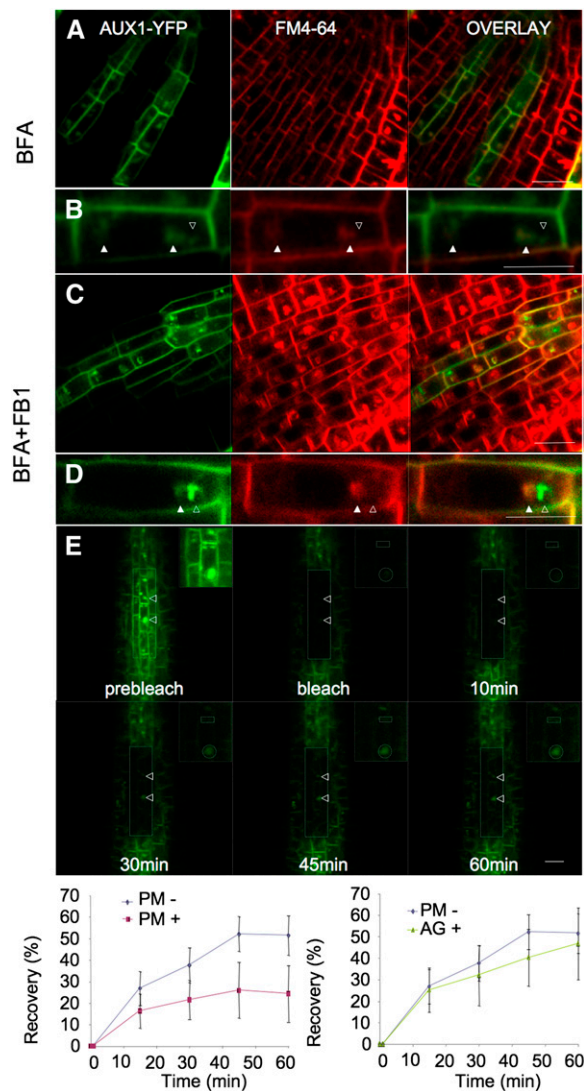 A AUX1-YFP FM4-64 OVERLAY
BFA
B
C
BFA+FB1
D
E
prebleach bleach 10min
30min 45min 60min
70
60
50
40
30
20
10
0
Recovery (%)
PM -
PM +
0 10 20 30 40 50 60
Time (min)
70
60
50
40
30
20
10
0
Recovery (%)
PM -
AG +
0 10 20 30 40 50 60
Time (min)